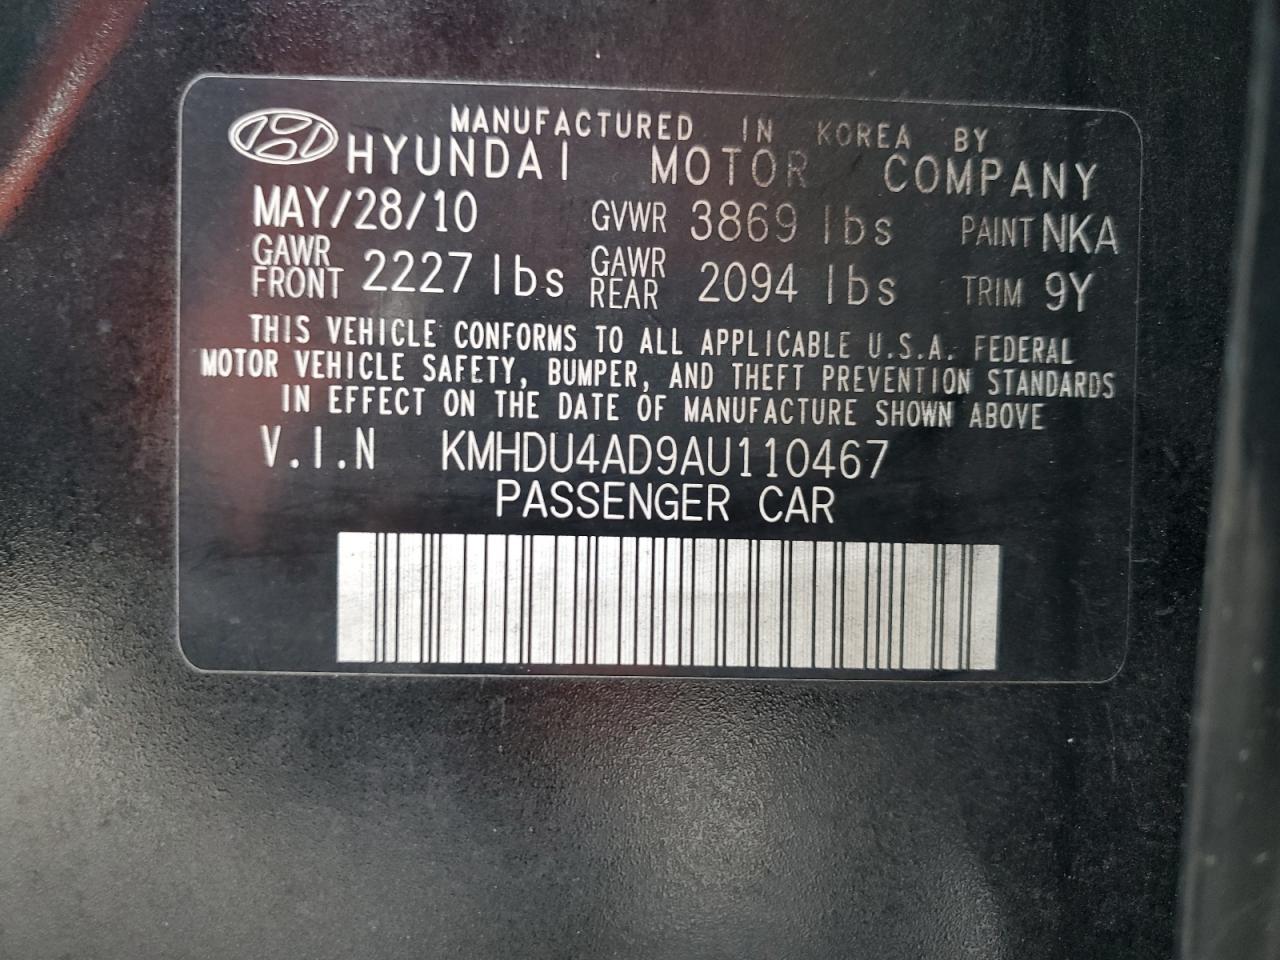 MANUFACTURED IN KOREA BY
HYUNDAI MOTOR COMPANY
MAY/28/10 GVWR 3869 lbs PAINT NKA
GAWR FRONT 2227 lbs GAWR REAR 2094 lbs TRIM 9Y
THIS VEHICLE CONFORMS TO ALL APPLICABLE U.S.A. FEDERAL
MOTOR VEHICLE SAFETY, BUMPER, AND THEFT PREVENTION STANDARDS
IN EFFECT ON THE DATE OF MANUFACTURE SHOWN ABOVE
V.I.N KMHDU4AD9AU110467
PASSENGER CAR